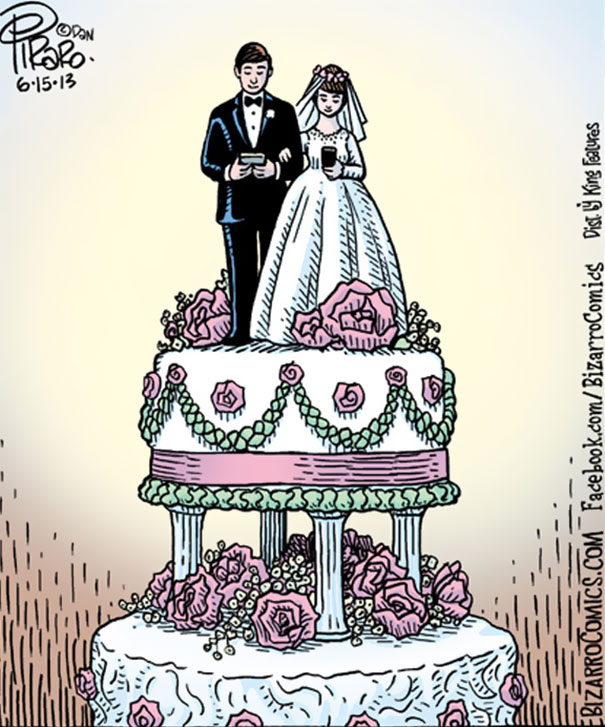 ©DAN
PIRARO.
6·15·13
BIZARROCOMICS.COM Facebook.com/BizarroComics Dist. by King Features